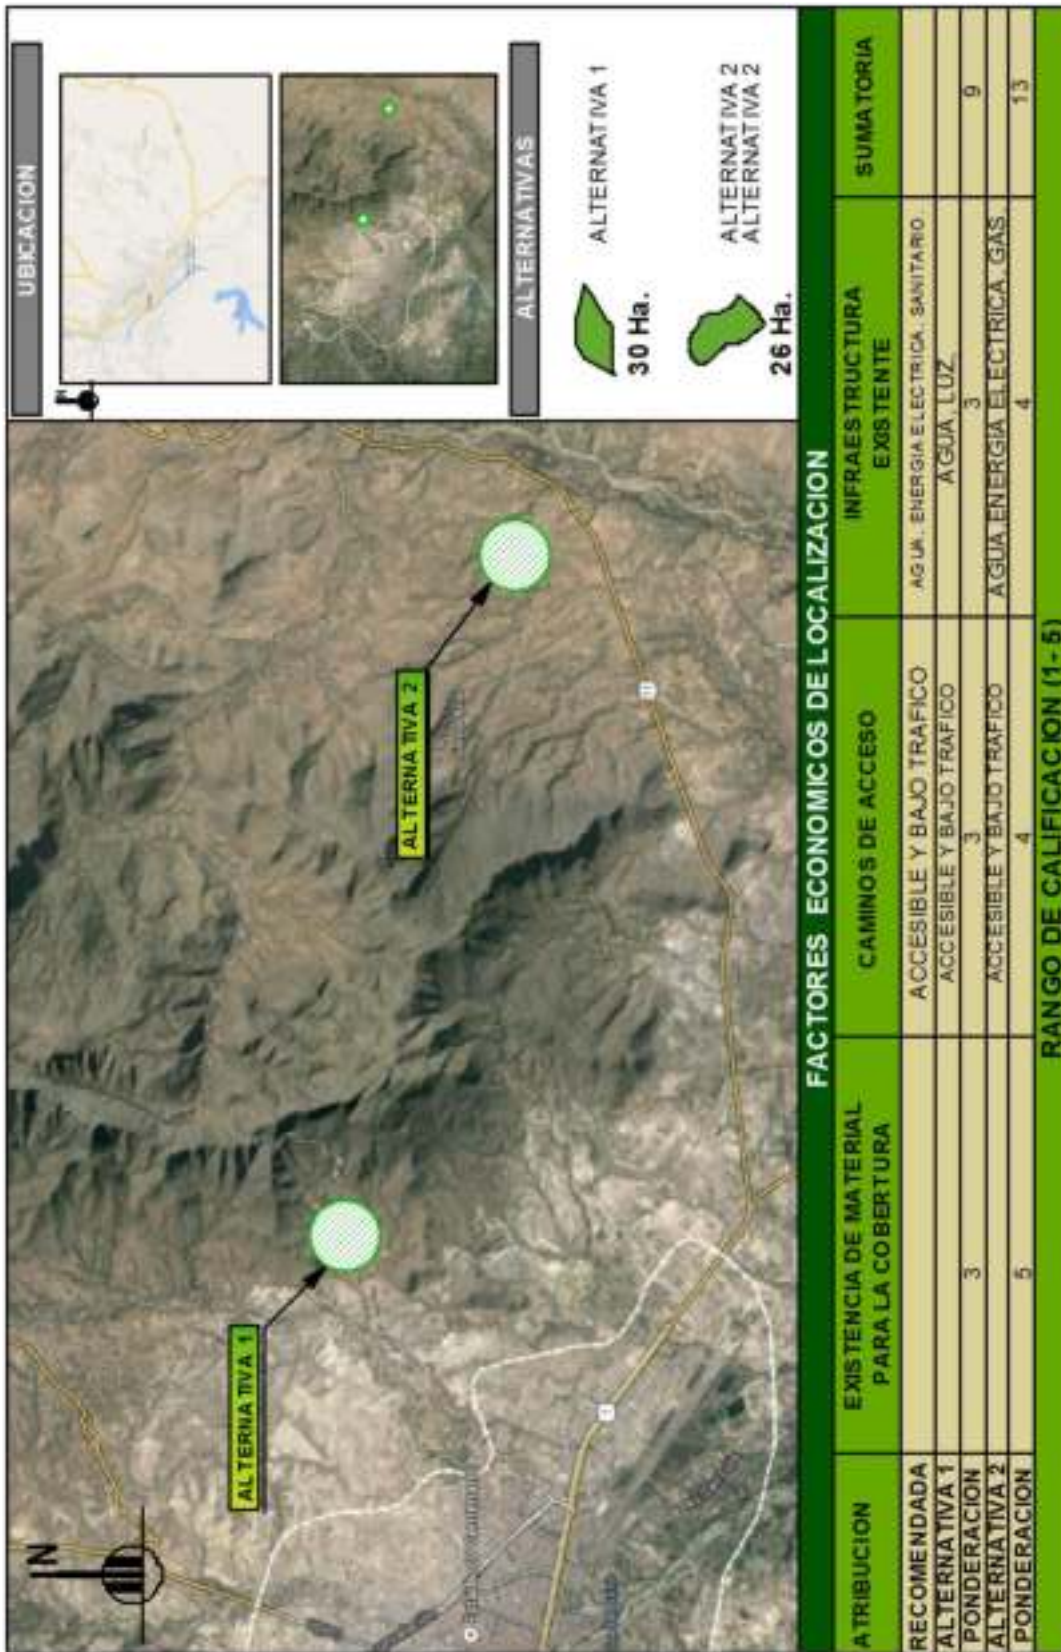 N
ALTERNATIVA 1
ALTERNATIVA 2
1
UBICACION
ALTERNATIVAS
30 Ha.
ALTERNATIVA 1
26 Ha.
ALTERNATIVA 2
ALTERNATIVA 2
FACTORES ECONOMICOS DE LOCALIZACION
ATRIBUCION
EXISTENCIA DE MATERIAL PARA LA COBERTURA
CAMINOS DE ACCESO
INFRAESTRUCTURA EXISTENTE
SUMATORIA
RECOMENDADA ACCESIBLE Y BAJO TRAFICO AGUA, ENERGIA ELECTRICA, SANITARIO
ALTERNATIVA 1 ACCESIBLE Y BAJO TRAFICO AGUA, LUZ
PONDERACION 3 3 3 9
ALTERNATIVA 2 ACCESIBLE Y BAJO TRAFICO AGUA, ENERGIA ELECTRICA, GAS
PONDERACION 5 4 4 13
RANGO DE CALIFICACION (1- 5)